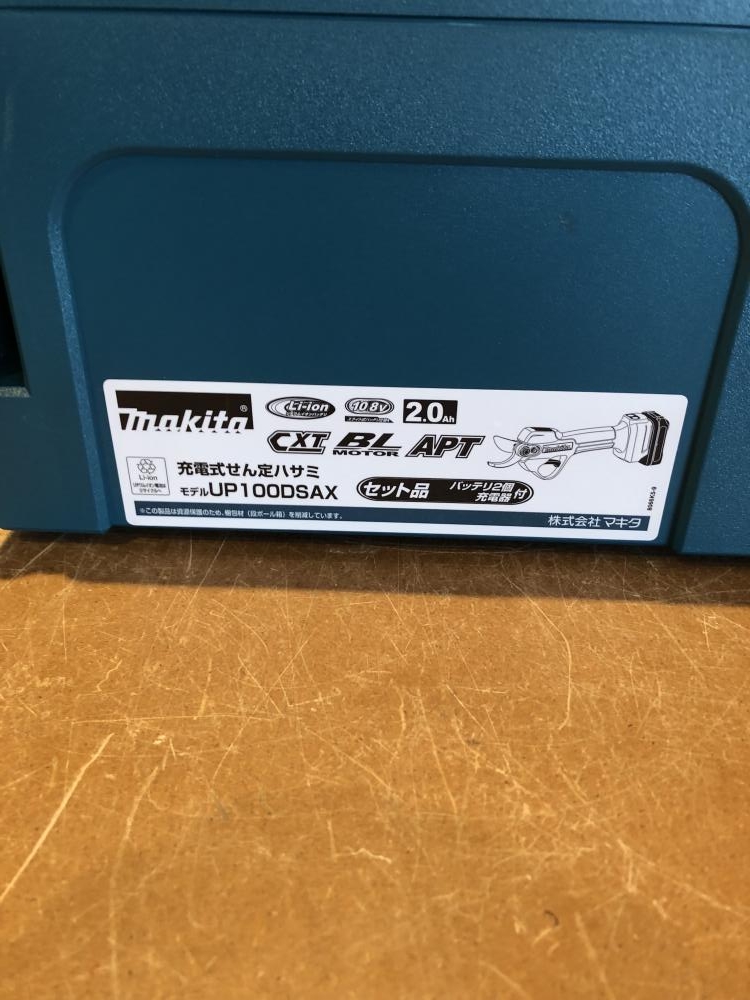 makita®
Li-ion
10.8V
2.0Ah
CXT BL MOTOR APT
Li-ion
充電式せん定ハサミ
モデルUP100DSAX
セット品 バッテリ2個 充電器 付
※この製品は資源保護のため、梱包材(段ボール箱)を削減しています。
株式会社マキタ